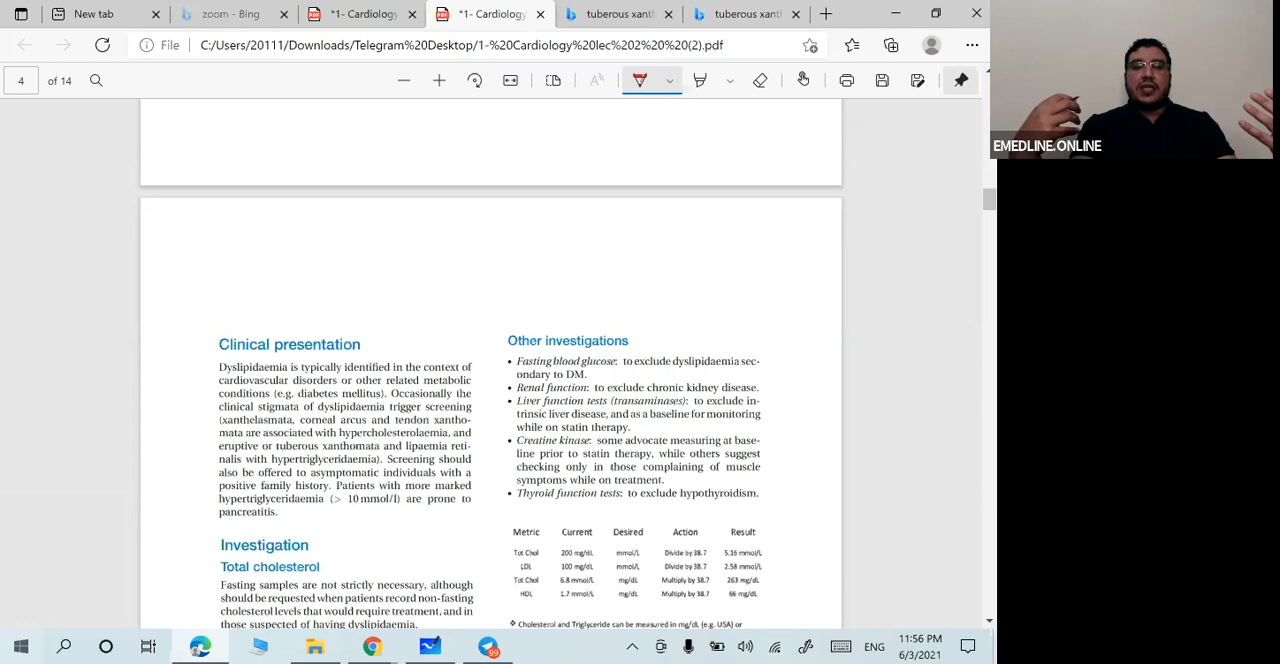 New tab
zoom - Bing
*1- Cardiology
*1- Cardiolog
tuberous xant
tuberous xant
File
C:/Users/20111/Downloads/Telegram%20Desktop/1-%20Cardiology%20lec%202%20%20(2).pdf
4 of 14
EMEDLINE.ONLINE
Clinical presentation
Dyslipidaemia is typically identified in the context of
cardiovascular disorders or other related metabolic
conditions (e.g. diabetes mellitus). Occasionally the
clinical stigmata of dyslipidaemia trigger screening
(xanthelasmata, corneal arcus and tendon xantho-
mata are associated with hypercholesterolaemia, and
eruptive or tuberous xanthomata and lipaemia reti-
nalis with hypertriglyceridaemia). Screening should
also be offered to asymptomatic individuals with a
positive family history. Patients with more marked
hypertriglyceridaemia (> 10 mmol/l) are prone to
pancreatitis.
Investigation
Total cholesterol
Fasting samples are not strictly necessary, although
should be requested when patients record non-fasting
cholesterol levels that would require treatment, and in
those suspected of having dyslipidaemia.
Other investigations
• Fasting blood glucose: to exclude dyslipidaemia sec-
ondary to DM.
• Renal function: to exclude chronic kidney disease.
• Liver function tests (transaminases): to exclude in-
trinsic liver disease, and as a baseline for monitoring
while on statin therapy.
• Creatine kinase: some advocate measuring at base-
line prior to statin therapy, while others suggest
checking only in those complaining of muscle
symptoms while on treatment.
• Thyroid function tests: to exclude hypothyroidism.
Metric Current Desired Action Result
Tot Chol 200 mg/dL mmol/L Divide by 38.7 5.16 mmol/L
LDL 100 mg/dL mmol/L Divide by 38.7 2.58 mmol/L
Tot Chol 6.8 mmol/L mg/dL Multiply by 38.7 263 mg/dL
HDL 1.7 mmol/L mg/dL Multiply by 38.7 66 mg/dL
❖ Cholesterol and Triglyceride can be measured in mg/dL (e.g. USA) or
99
ENG
11:56 PM
6/3/2021